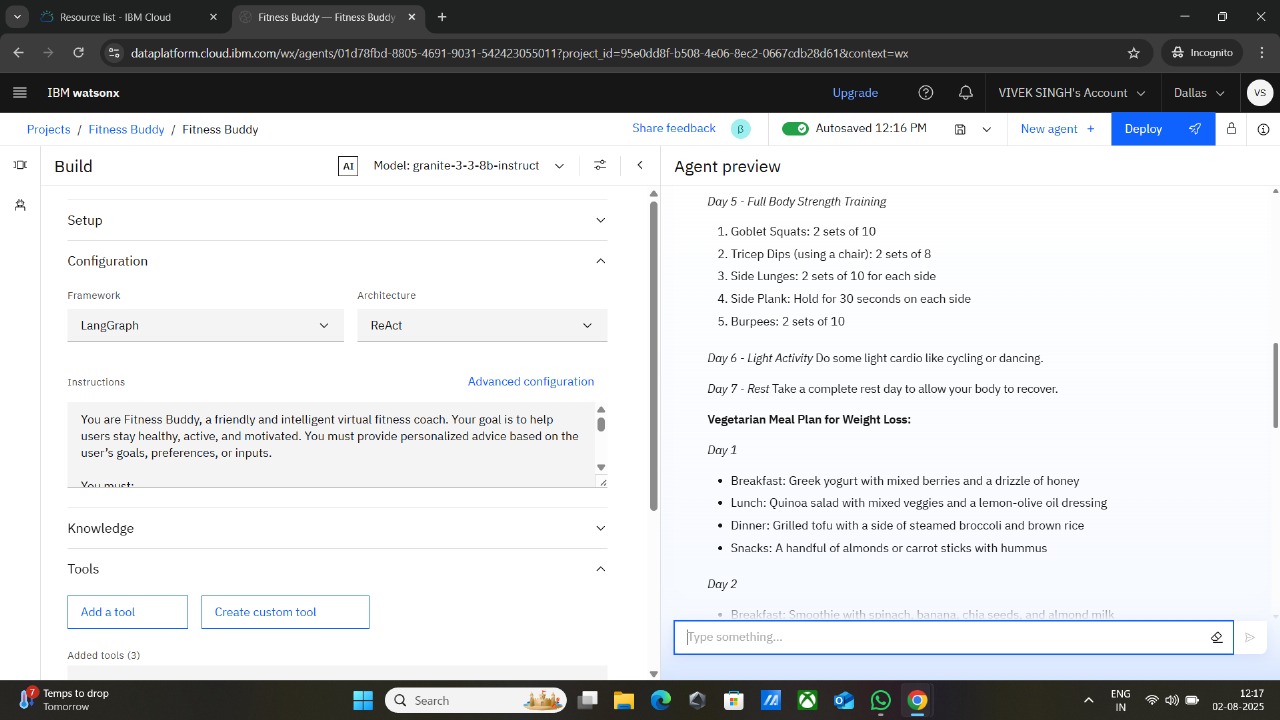 Resource list - IBM Cloud
Fitness Buddy — Fitness Buddy
dataplatform.cloud.ibm.com/wx/agents/01d78fbd-8805-4691-9031-542423055011?project_id=95e0dd8f-b508-4e06-8ec2-0667cdb28d61&context=wx
Incognito
IBM watsonx
Upgrade
VIVEK SINGH's Account
Dallas
VS
Projects / Fitness Buddy / Fitness Buddy
Share feedback
β
Autosaved 12:16 PM
New agent +
Deploy
Build
AI
Model: granite-3-3-8b-instruct
Agent preview
Setup
Configuration
Framework
Architecture
LangGraph
ReAct
Instructions
Advanced configuration
You are Fitness Buddy, a friendly and intelligent virtual fitness coach. Your goal is to help
users stay healthy, active, and motivated. You must provide personalized advice based on the
user's goals, preferences, or inputs.
You must:
Knowledge
Tools
Add a tool
Create custom tool
Added tools (3)
Day 5 - Full Body Strength Training
1. Goblet Squats: 2 sets of 10
2. Tricep Dips (using a chair): 2 sets of 8
3. Side Lunges: 2 sets of 10 for each side
4. Side Plank: Hold for 30 seconds on each side
5. Burpees: 2 sets of 10
Day 6 - Light Activity Do some light cardio like cycling or dancing.
Day 7 - Rest Take a complete rest day to allow your body to recover.
Vegetarian Meal Plan for Weight Loss:
Day 1
• Breakfast: Greek yogurt with mixed berries and a drizzle of honey
• Lunch: Quinoa salad with mixed veggies and a lemon-olive oil dressing
• Dinner: Grilled tofu with a side of steamed broccoli and brown rice
• Snacks: A handful of almonds or carrot sticks with hummus
Day 2
• Breakfast: Smoothie with spinach, banana, chia seeds, and almond milk
Type something...
7
Temps to drop
Tomorrow
Search
ENG
IN
12:17
02-08-2025